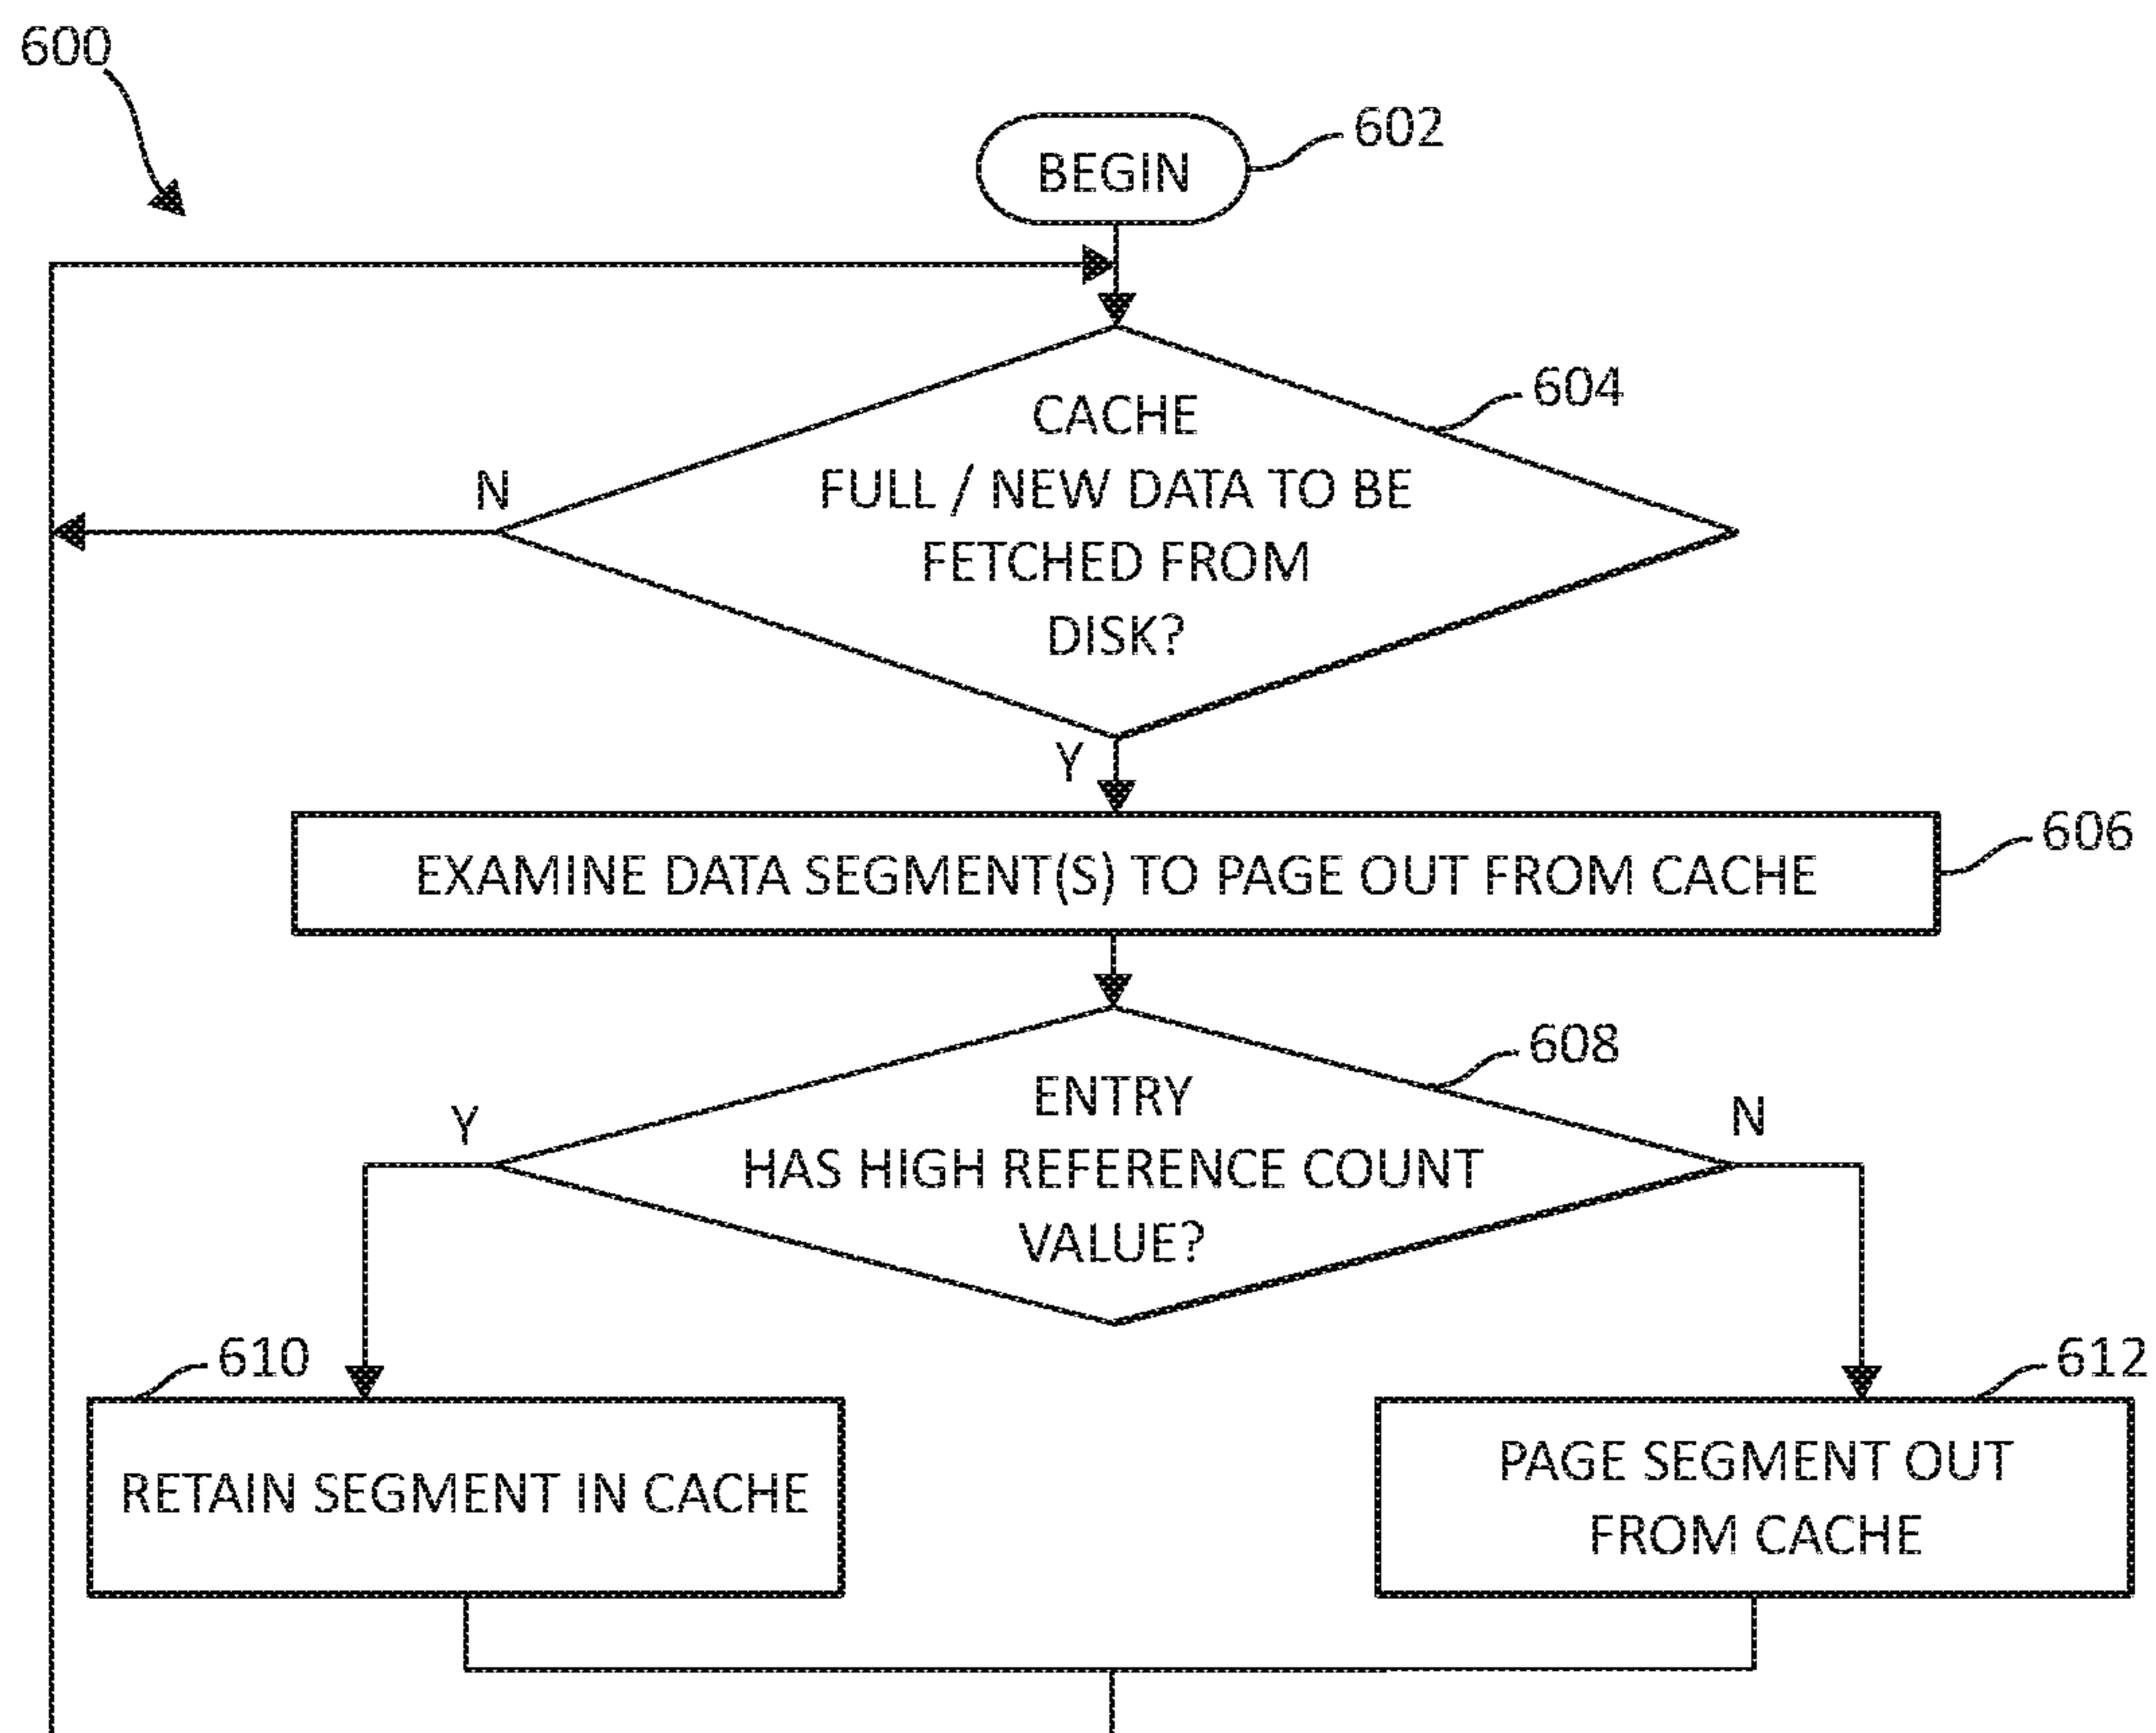 600
BEGIN
602
CACHE
FULL / NEW DATA TO BE
FETCHED FROM
DISK?
604
N
Y
EXAMINE DATA SEGMENT(S) TO PAGE OUT FROM CACHE
606
ENTRY
HAS HIGH REFERENCE COUNT
VALUE?
608
Y
N
610
RETAIN SEGMENT IN CACHE
612
PAGE SEGMENT OUT
FROM CACHE